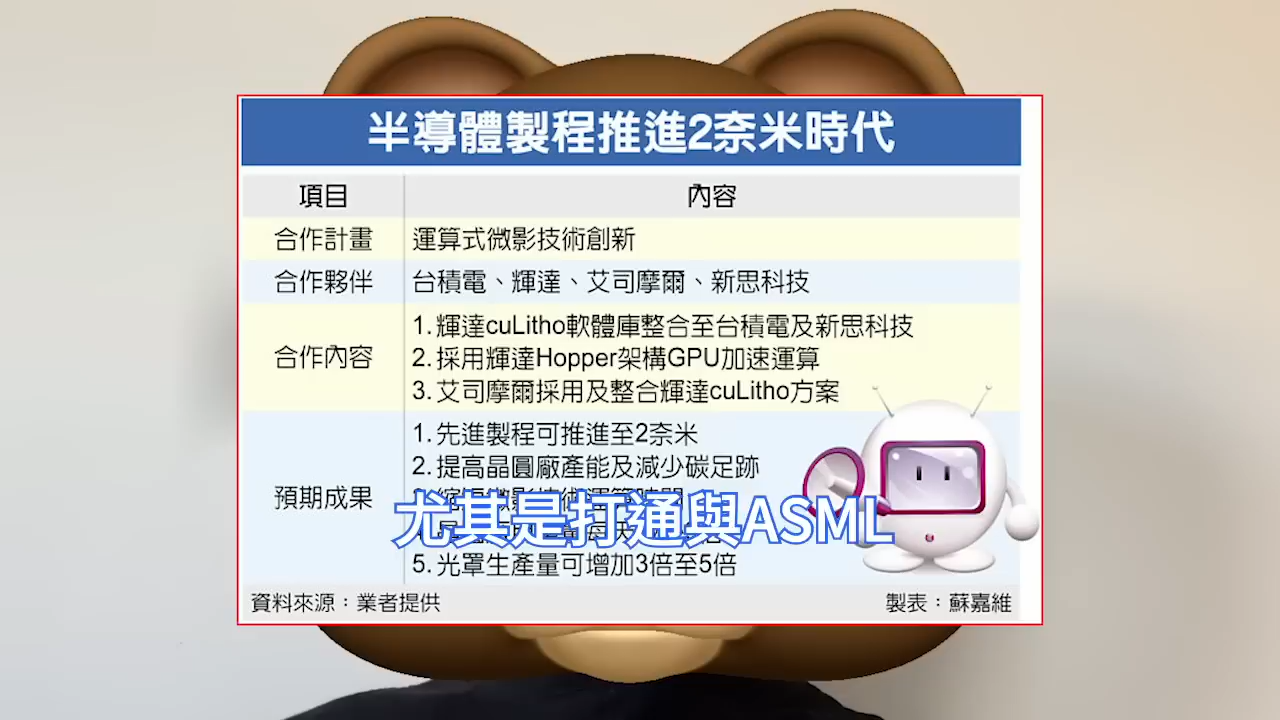 半導體製程推進2奈米時代
項目 內容
合作計畫 運算式微影技術創新
合作夥伴 台積電、輝達、艾司摩爾、新思科技
合作內容
1. 輝達cuLitho軟體庫整合至台積電及新思科技
2. 採用輝達Hopper架構GPU加速運算
3. 艾司摩爾採用及整合輝達cuLitho方案
預期成果
1. 先進製程可推進至2奈米
2. 提高晶圓廠產能及減少碳足跡
尤其是打通與ASML
5. 光罩生產量可增加3倍至5倍
資料來源：業者提供 製表：蘇嘉維